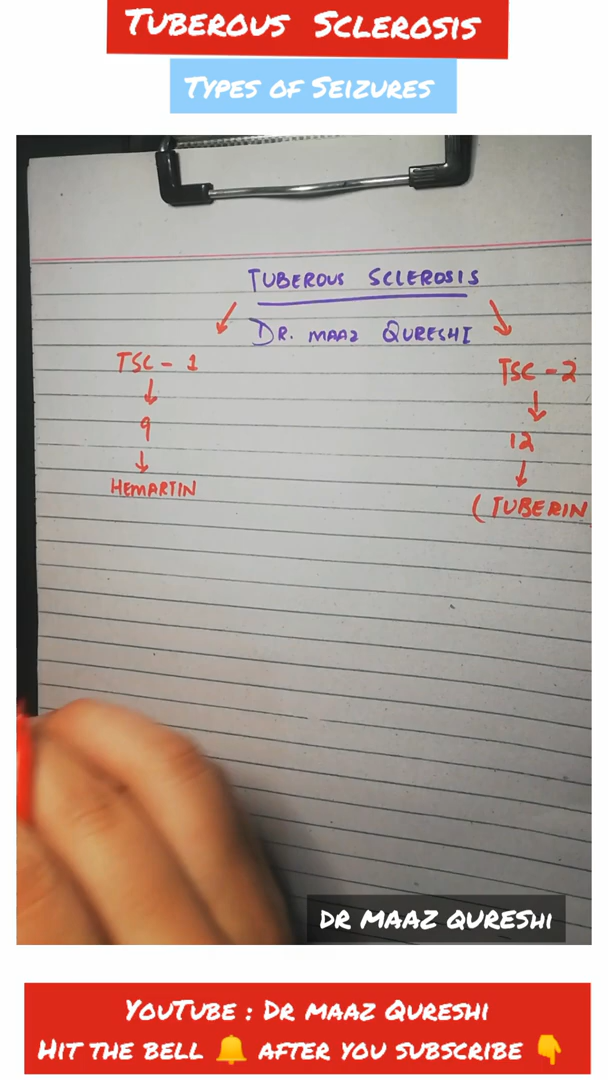 TUBEROUS SCLEROSIS
TYPES OF SEIZURES
TUBEROUS SCLEROSIS
DR. MAAZ QURESHI
TSC - 1
9
HEMARTIN
TSC - 2
12
(TUBERIN
DR MAAZ QURESHI
YOUTUBE : DR MAAZ QURESHI
HIT THE BELL 🔔 AFTER YOU SUBSCRIBE 👇